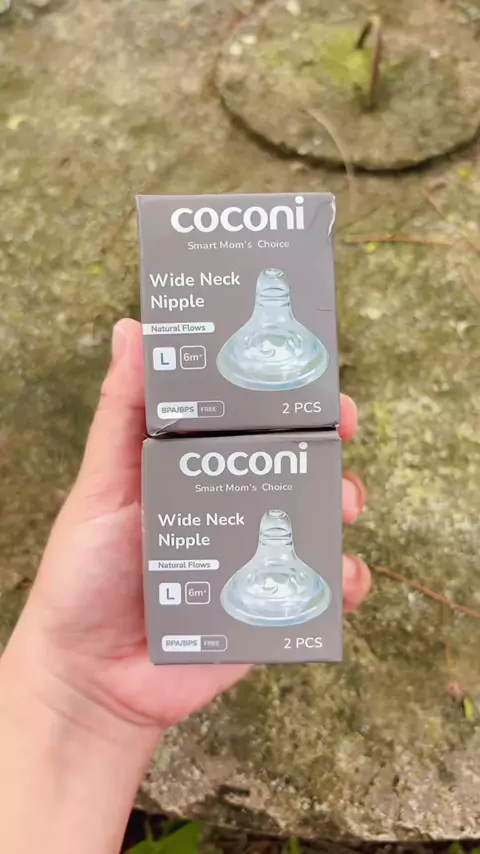 coconi
Smart Mom's Choice
Wide Neck
Nipple
Natural Flows
L 6m+
BPA/BPS FREE
2 PCS
coconi
Smart Mom's Choice
Wide Neck
Nipple
Natural Flows
L 6m+
BPA/BPS FREE
2 PCS